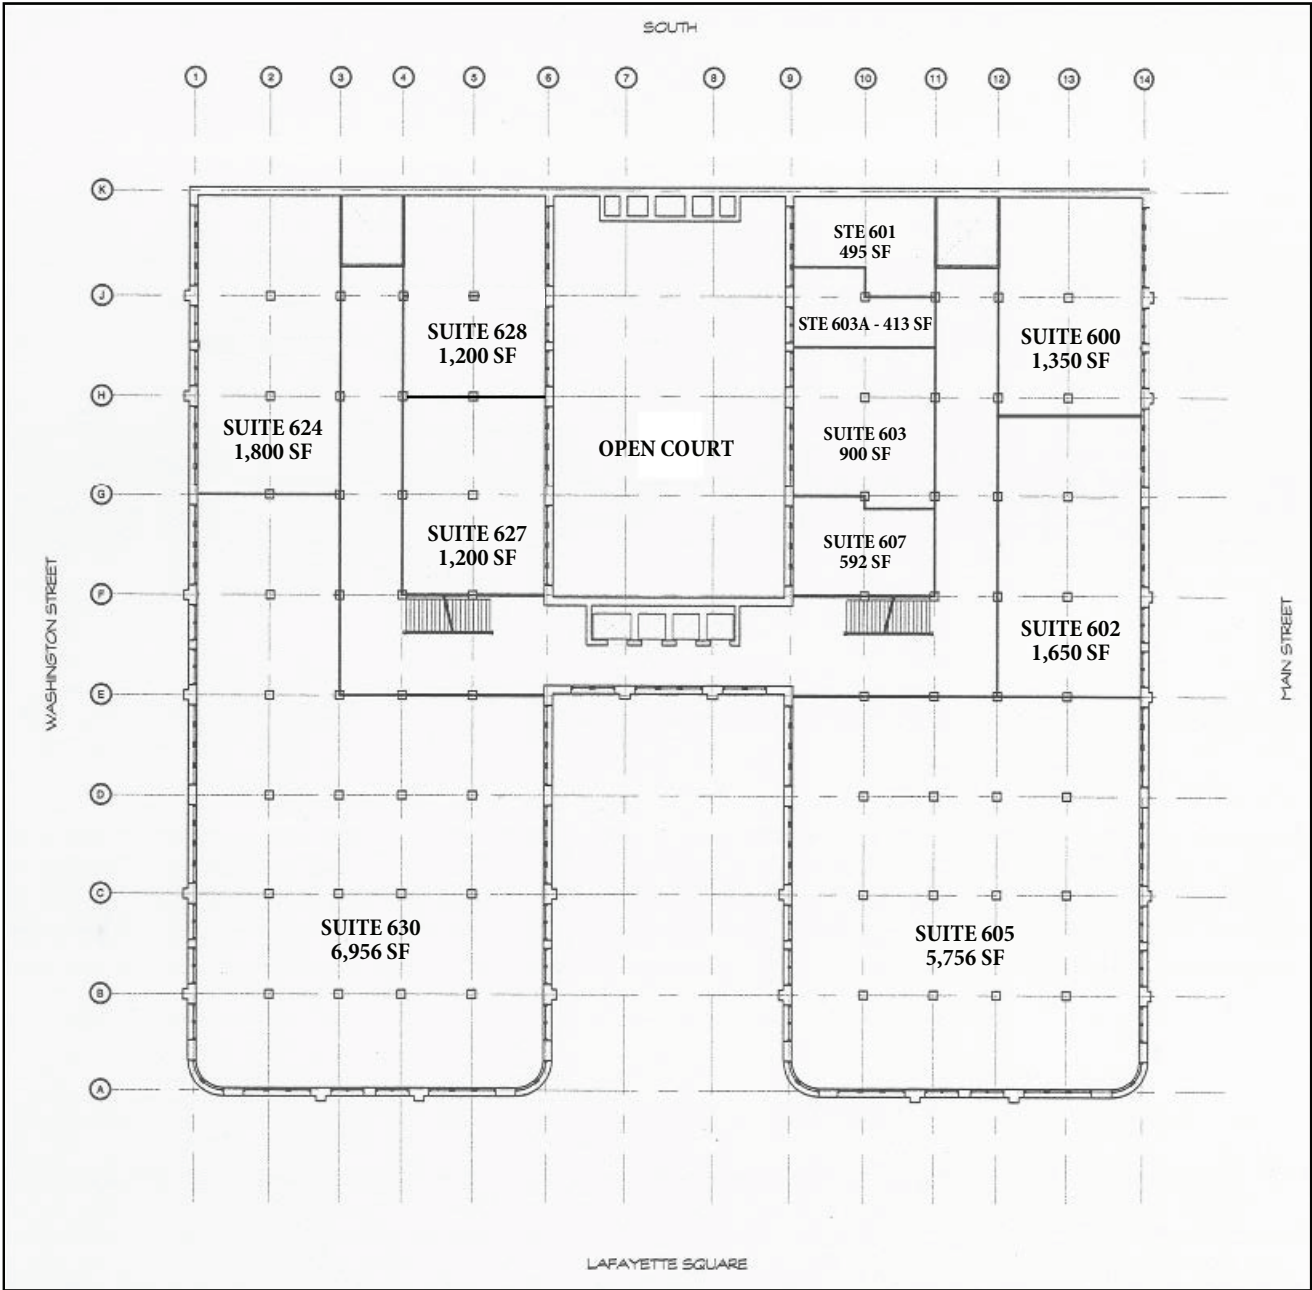 SOUTH
1 2 3 4 5 6 7 8 9 10 11 12 13 14
K
STE 601
495 SF
J
STE 603A - 413 SF
SUITE 628
1,200 SF
SUITE 600
1,350 SF
H
SUITE 624
1,800 SF
OPEN COURT
SUITE 603
900 SF
G
SUITE 627
1,200 SF
SUITE 607
592 SF
F
WASHINGTON STREET
MAIN STREET
SUITE 602
1,650 SF
E
D
C
SUITE 630
6,956 SF
SUITE 605
5,756 SF
B
A
LAFAYETTE SQUARE